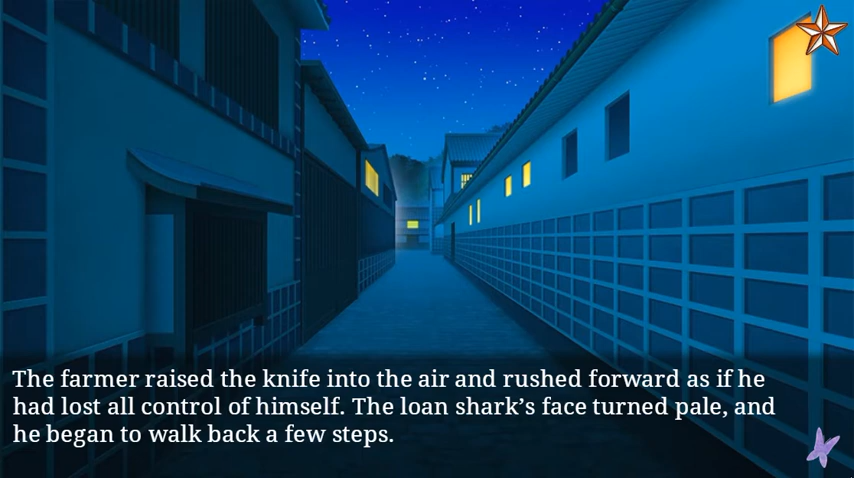 The farmer raised the knife into the air and rushed forward as if he
had lost all control of himself. The loan shark’s face turned pale, and
he began to walk back a few steps.